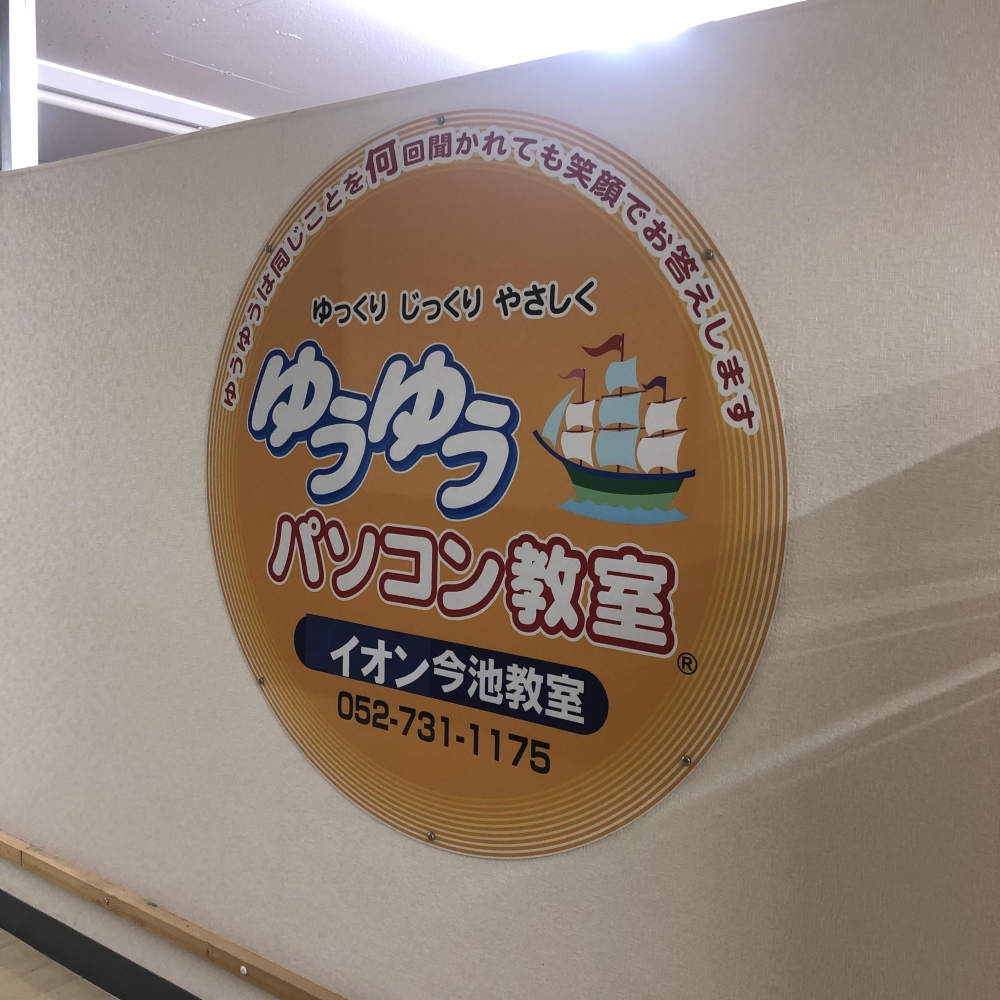 ゆうゆうは同じことを何回聞かれても笑顔でお答えします
ゆっくり じっくり やさしく
ゆうゆう
パソコン教室
®
イオン今池教室
052-731-1175